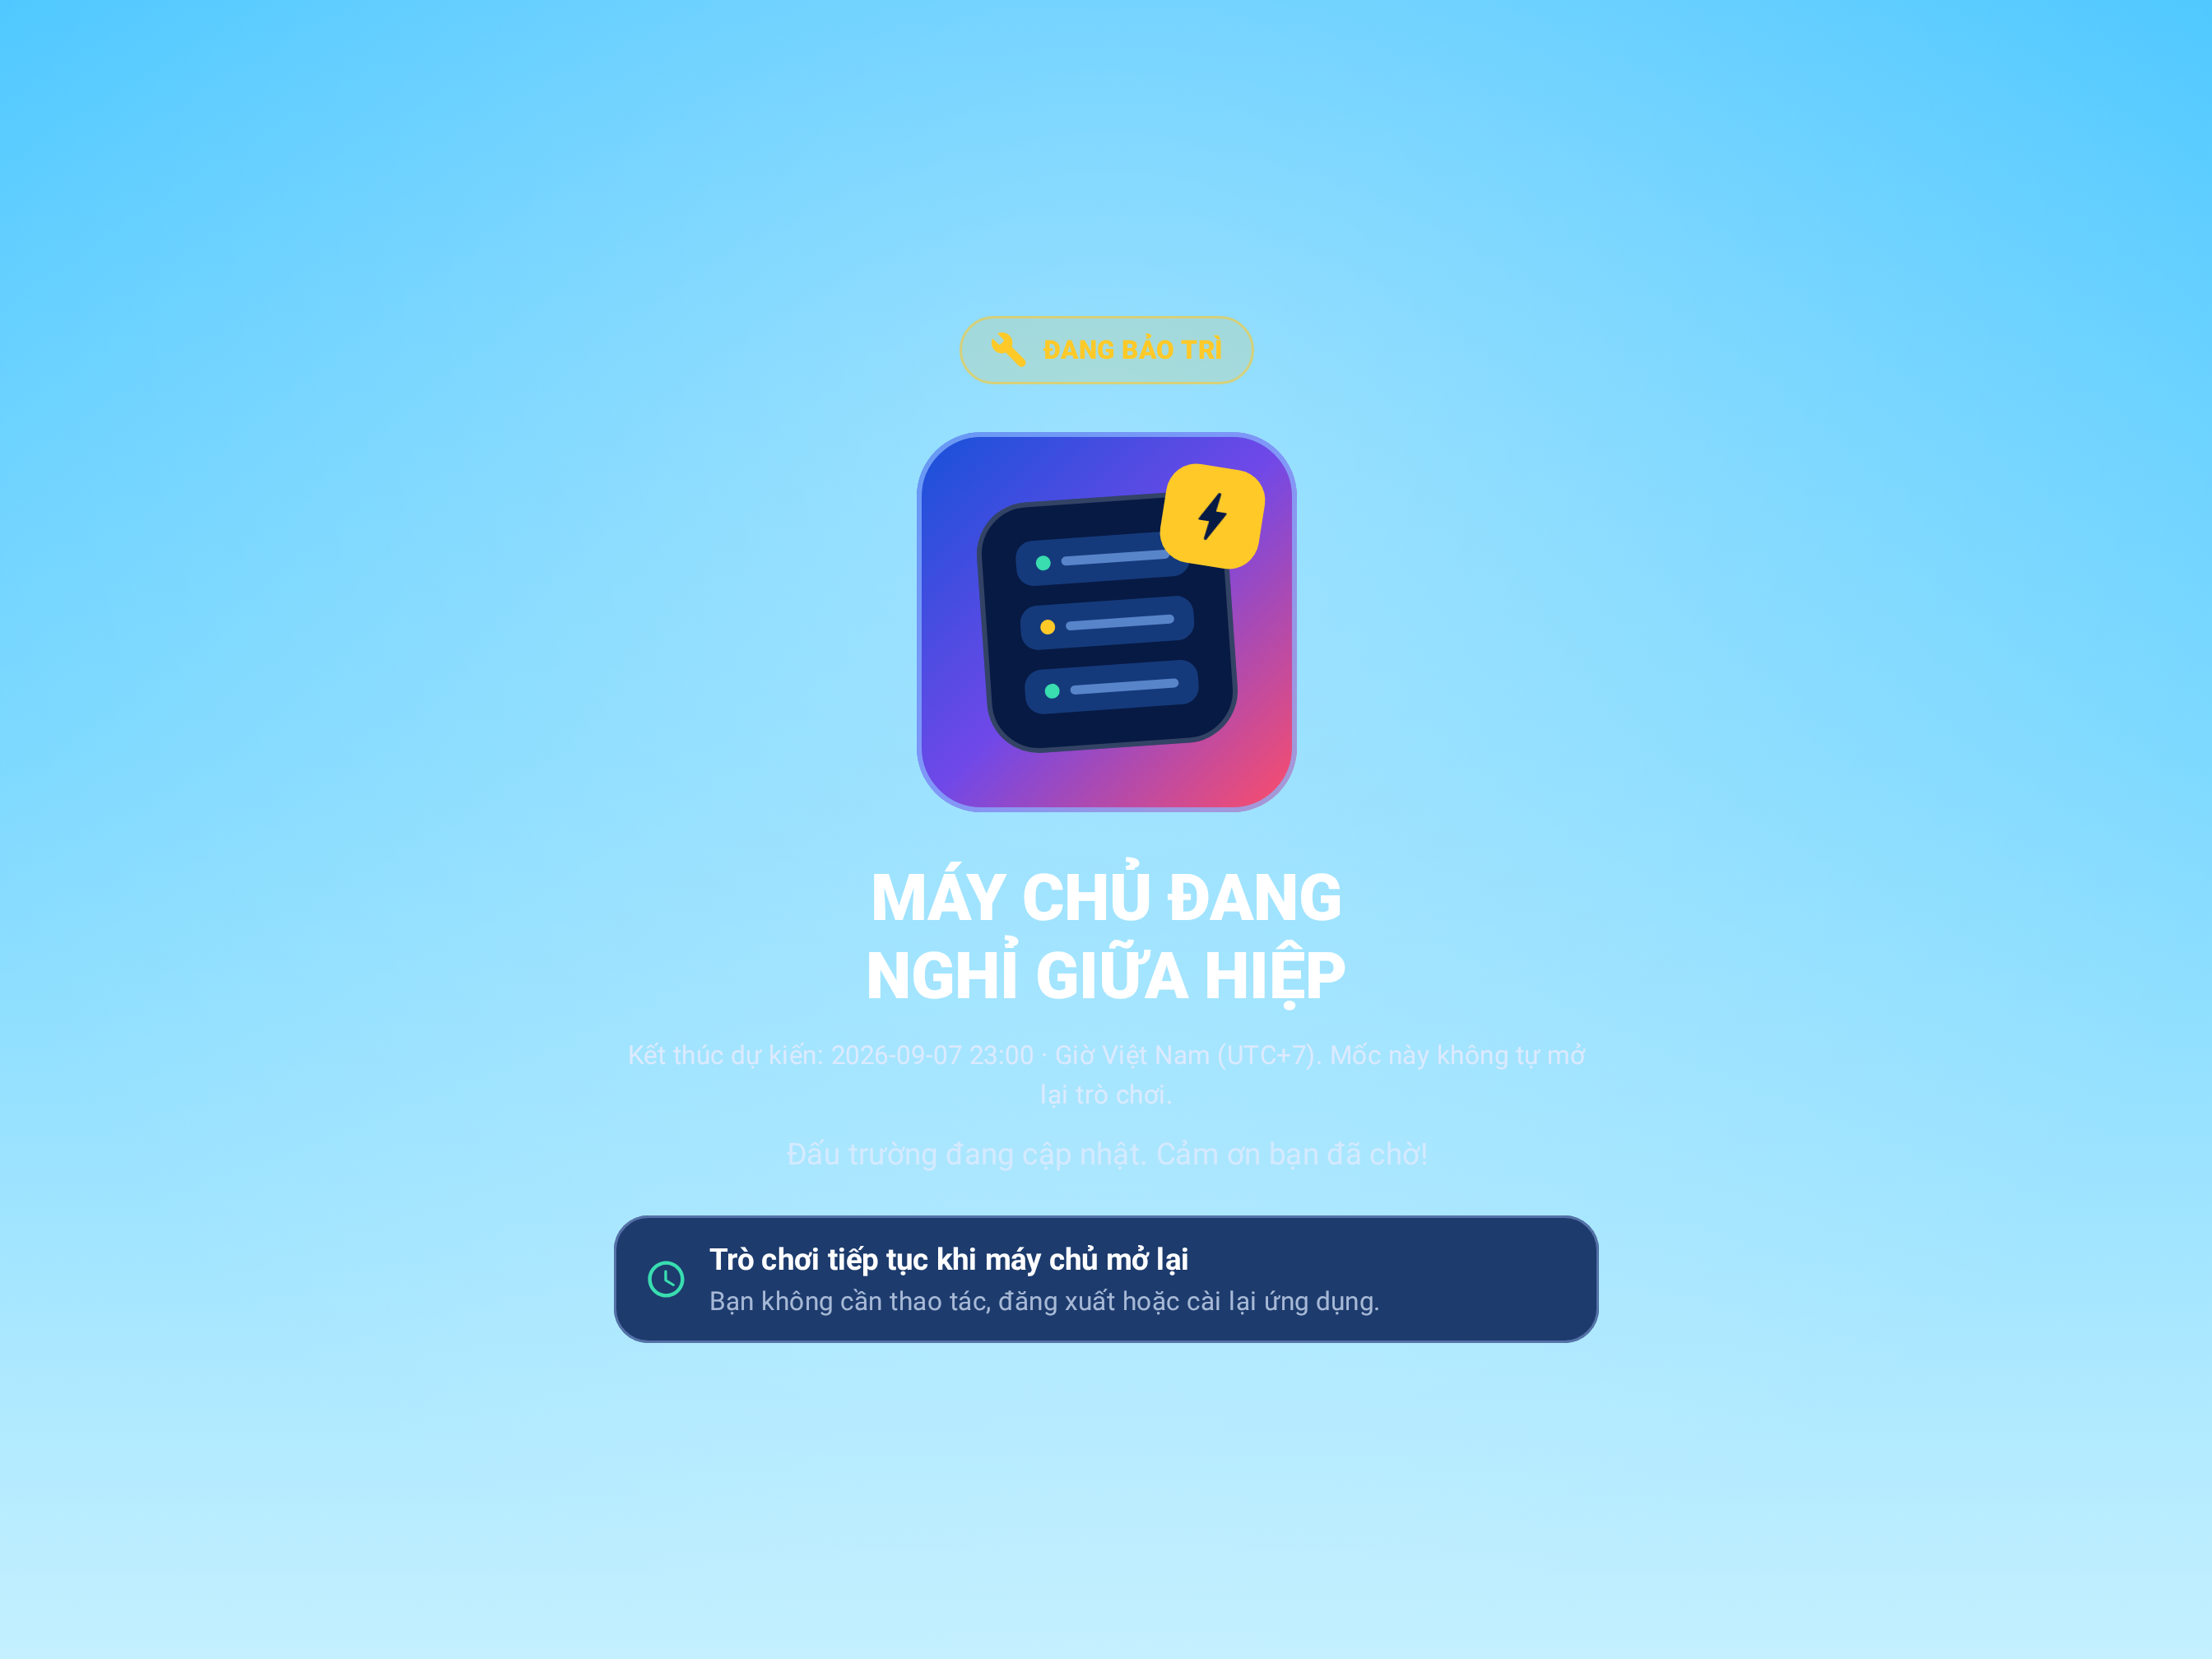 ĐANG BẢO TRÌ
MÁY CHỦ ĐANG
NGHỈ GIỮA HIỆP
Kết thúc dự kiến: 2026-09-07 23:00 · Giờ Việt Nam (UTC+7). Mốc này không tự mở
lại trò chơi.
Đấu trường đang cập nhật. Cảm ơn bạn đã chờ!
Trò chơi tiếp tục khi máy chủ mở lại
Bạn không cần thao tác, đăng xuất hoặc cài lại ứng dụng.